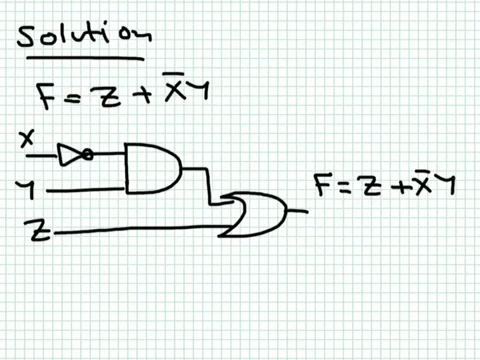 Solution
F = Z + X̅Y
X
Y
Z
F = Z + X̅Y